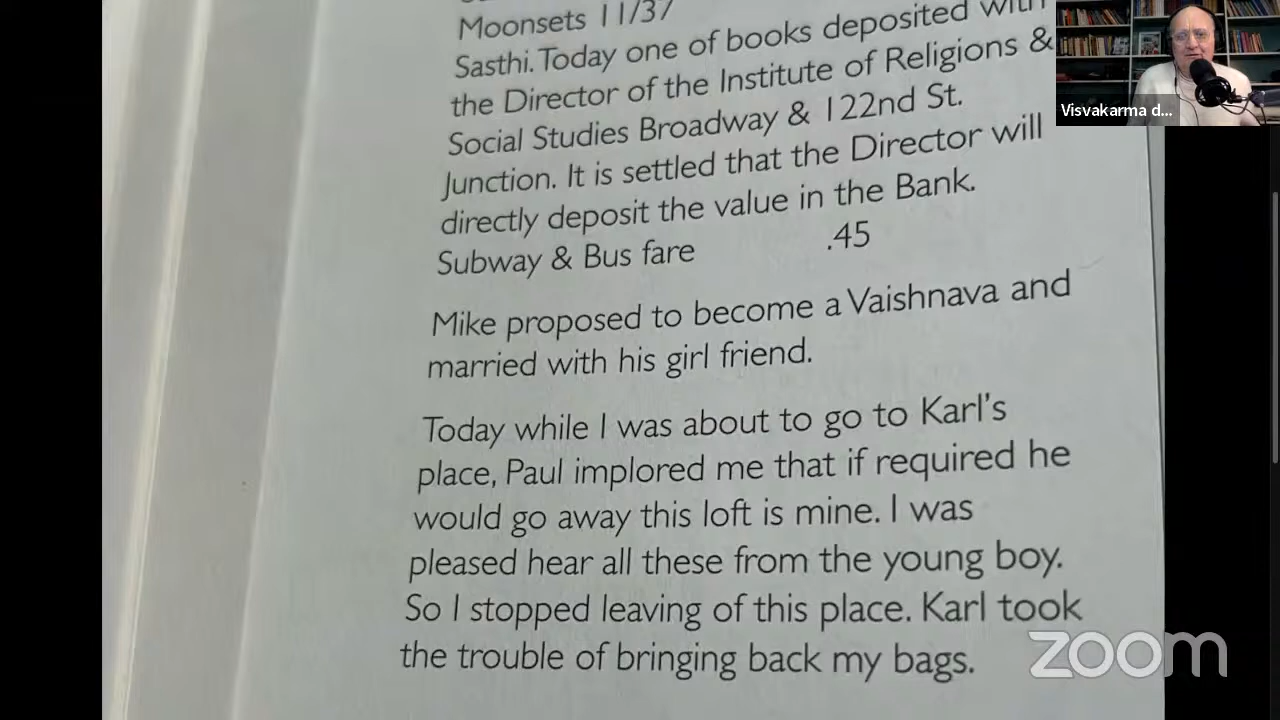 Moonsets 11/37
Sasthi. Today one of books deposited with
the Director of the Institute of Religions &
Social Studies Broadway & 122nd St.
Junction. It is settled that the Director will
directly deposit the value in the Bank.
Subway & Bus fare .45
Mike proposed to become a Vaishnava and
married with his girl friend.
Today while I was about to go to Karl's
place, Paul implored me that if required he
would go away this loft is mine. I was
pleased hear all these from the young boy.
So I stopped leaving of this place. Karl took
the trouble of bringing back my bags.
Visvakarma d...
zoom